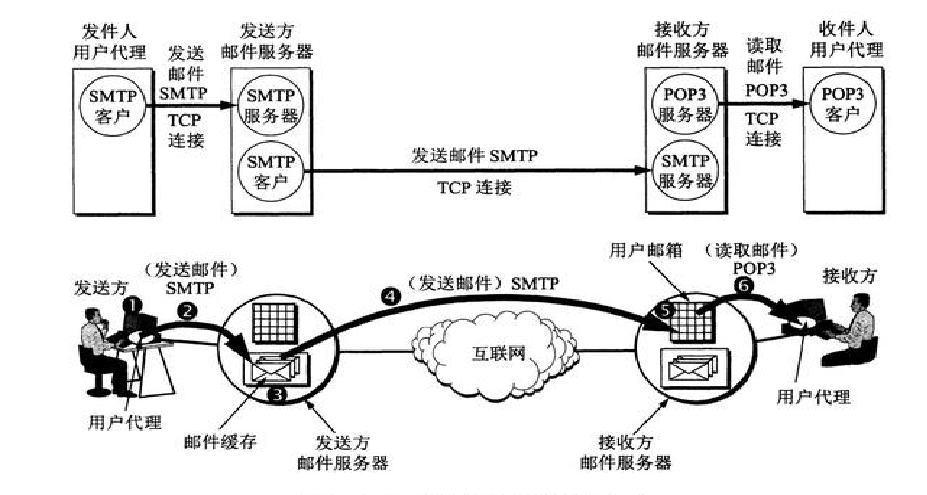 发件人
用户代理
发送
邮件
SMTP
TCP
连接
发送方
邮件服务器
接收方
邮件服务器
读取
邮件
POP3
TCP
连接
收件人
用户代理
SMTP
客户
SMTP
服务器
SMTP
客户
发送邮件 SMTP
TCP 连接
POP3
服务器
SMTP
服务器
POP3
客户
发送方
（发送邮件）
SMTP
❶
❷
❸
❹
（发送邮件）SMTP
用户邮箱
（读取邮件）
POP3
❺
❻
接收方
互联网
用户代理
邮件缓存
发送方
邮件服务器
接收方
邮件服务器
用户代理